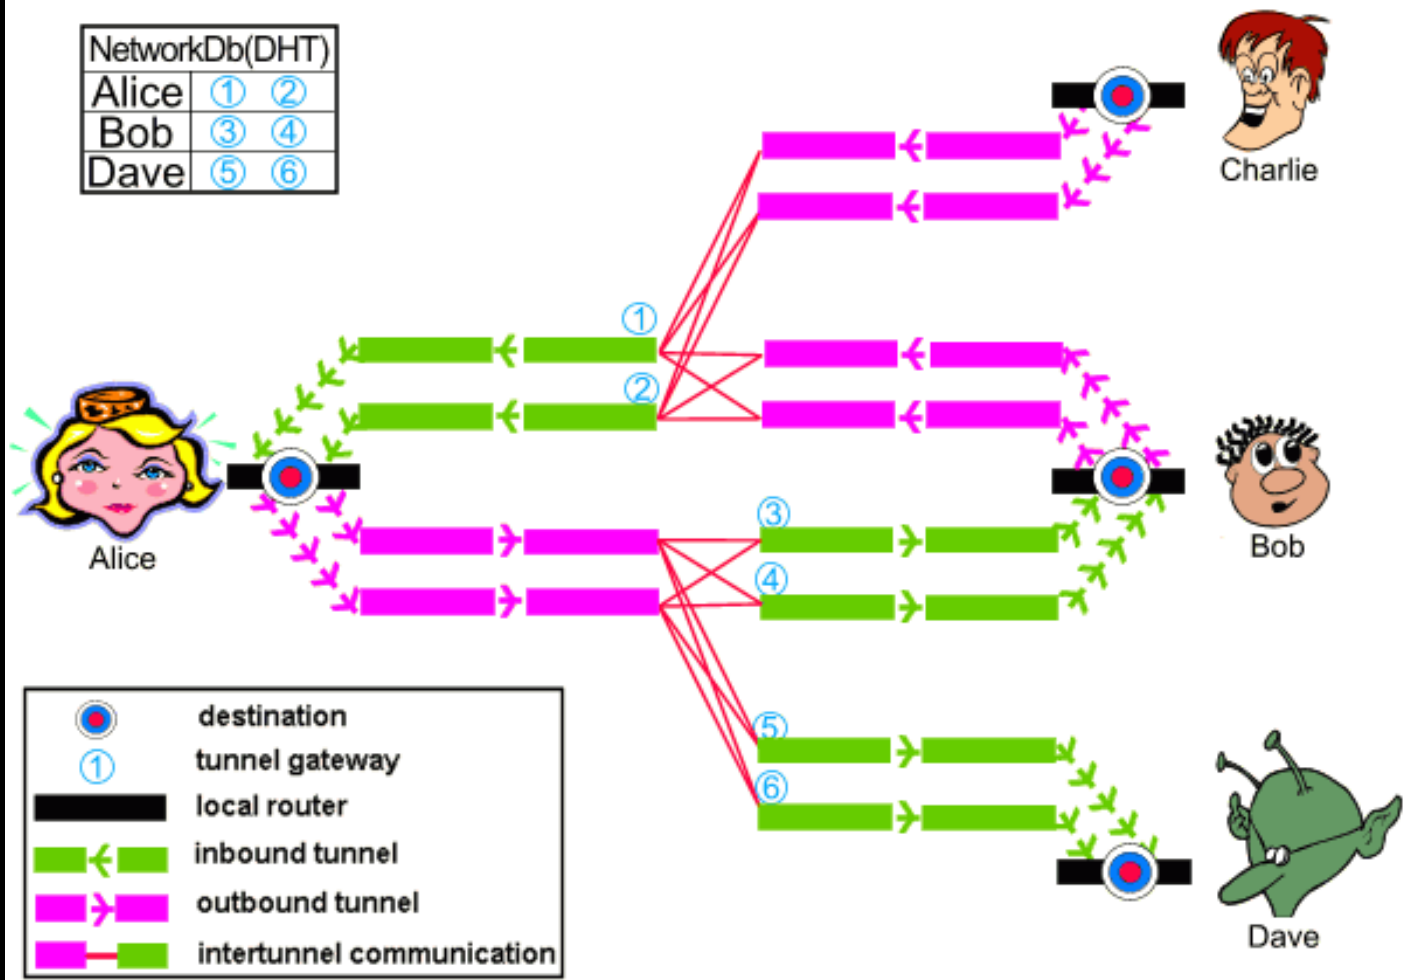 NetworkDb(DHT)
Alice 1 2
Bob 3 4
Dave 5 6
Charlie
1
2
Alice
3
4
Bob
5
6
Dave
destination
1 tunnel gateway
local router
inbound tunnel
outbound tunnel
intertunnel communication